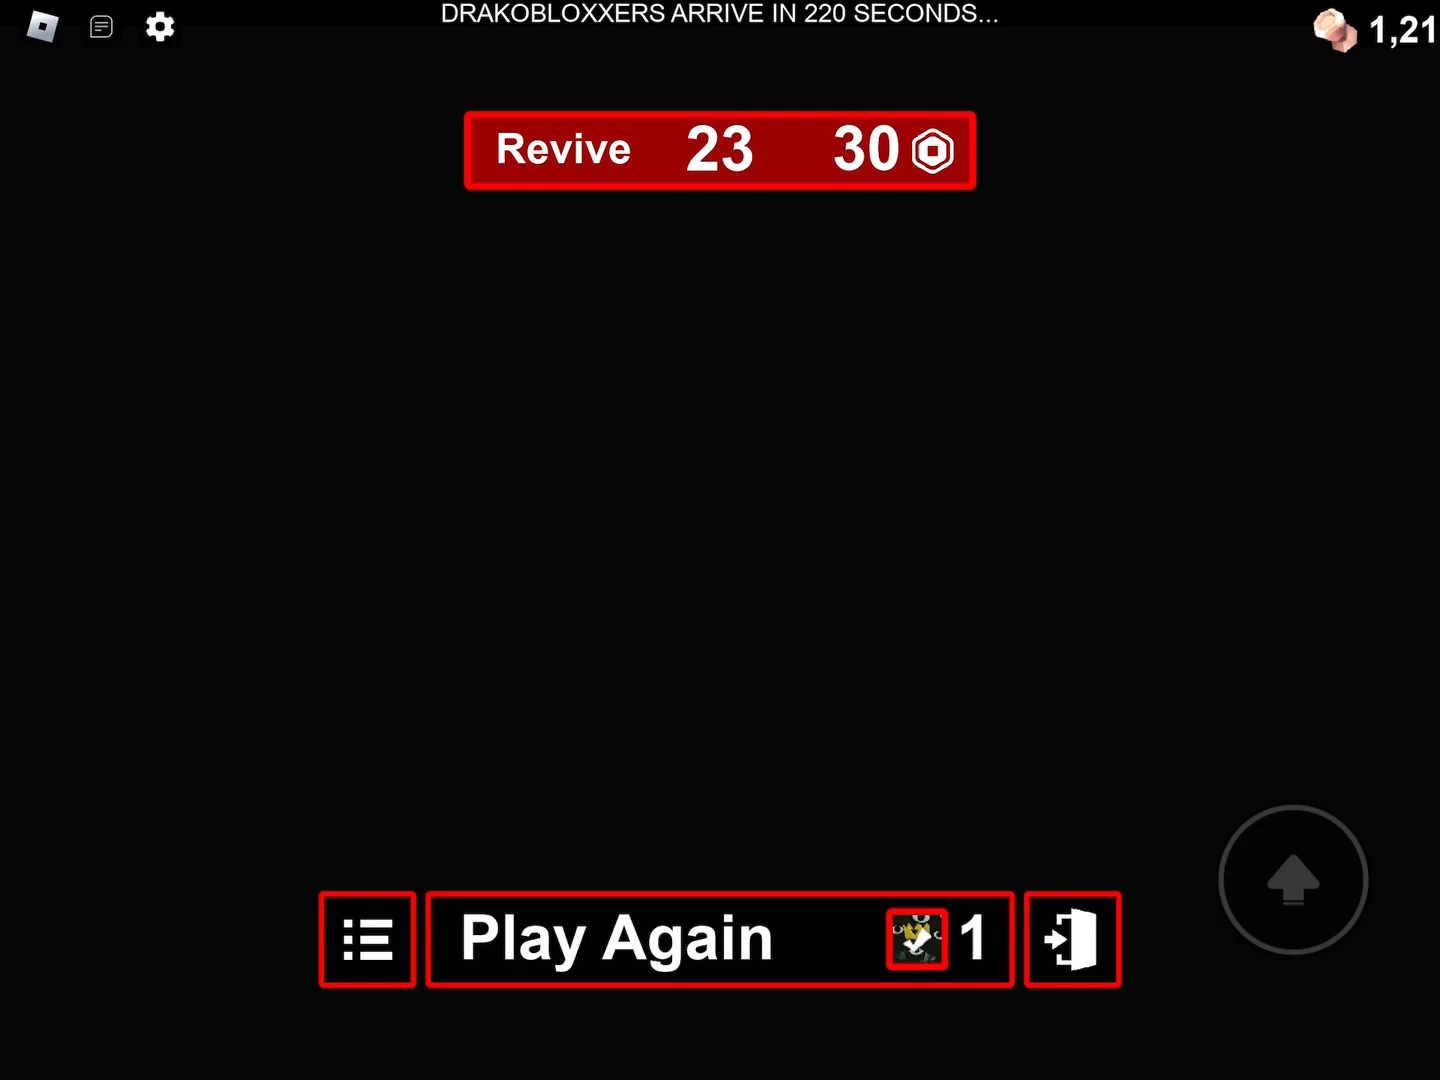 DRAKOBLOXXERS ARRIVE IN 220 SECONDS...
1,21
Revive 23 30
Play Again 1